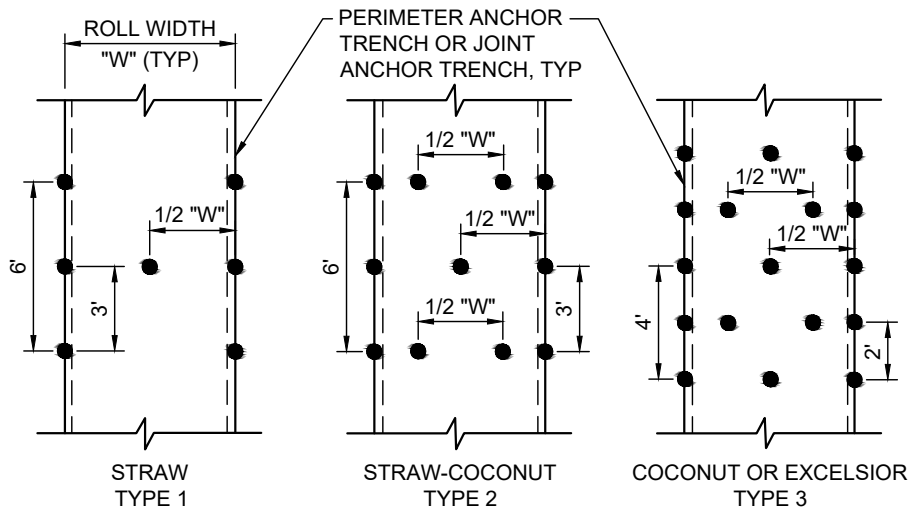 ROLL WIDTH
"W" (TYP)
PERIMETER ANCHOR
TRENCH OR JOINT
ANCHOR TRENCH, TYP
1/2 "W"
6'
3'
STRAW
TYPE 1
1/2 "W"
1/2 "W"
1/2 "W"
6'
3'
STRAW-COCONUT
TYPE 2
1/2 "W"
1/2 "W"
4'
2'
COCONUT OR EXCELSIOR
TYPE 3